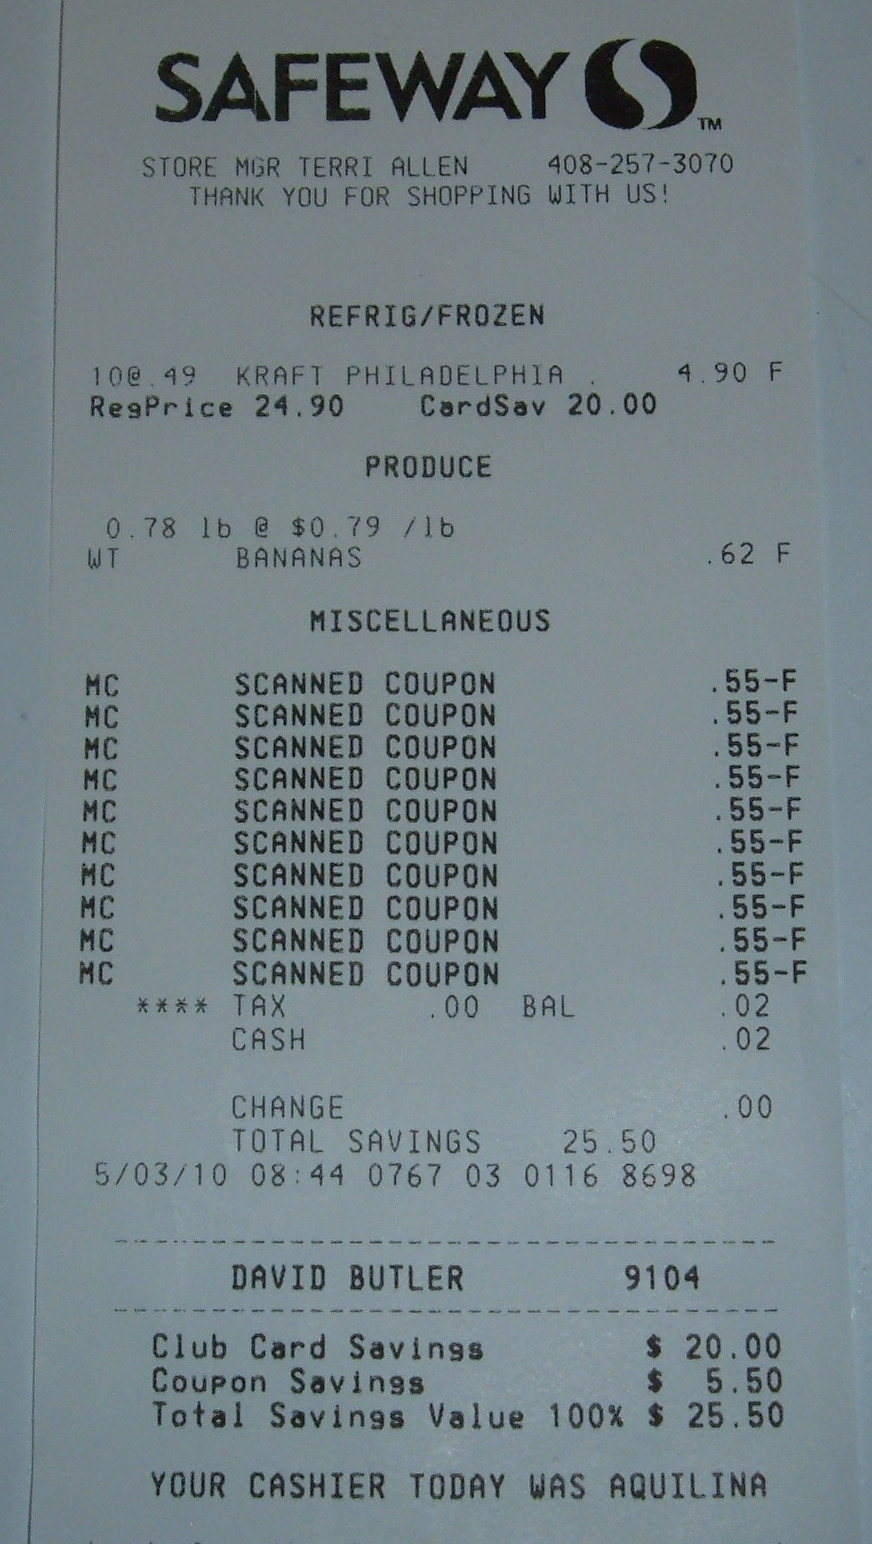 SAFEWAY TM
STORE MGR TERRI ALLEN 408-257-3070
THANK YOU FOR SHOPPING WITH US!
REFRIG/FROZEN
10@.49 KRAFT PHILADELPHIA . 4.90 F
RegPrice 24.90 CardSav 20.00
PRODUCE
0.78 lb @ $0.79 /lb
WT BANANAS .62 F
MISCELLANEOUS
MC SCANNED COUPON .55-F
MC SCANNED COUPON .55-F
MC SCANNED COUPON .55-F
MC SCANNED COUPON .55-F
MC SCANNED COUPON .55-F
MC SCANNED COUPON .55-F
MC SCANNED COUPON .55-F
MC SCANNED COUPON .55-F
MC SCANNED COUPON .55-F
MC SCANNED COUPON .55-F
**** TAX .00 BAL .02
CASH .02
CHANGE .00
TOTAL SAVINGS 25.50
5/03/10 08:44 0767 03 0116 8698
DAVID BUTLER 9104
Club Card Savings $ 20.00
Coupon Savings $ 5.50
Total Savings Value 100% $ 25.50
YOUR CASHIER TODAY WAS AQUILINA